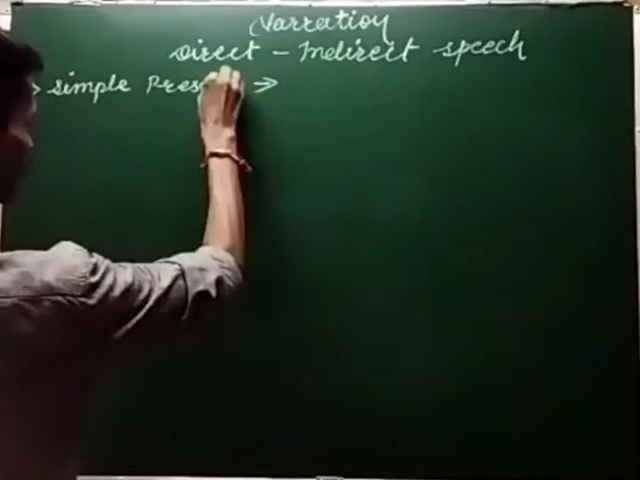 Narration
Direct - Indirect speech
> Simple Pres =>